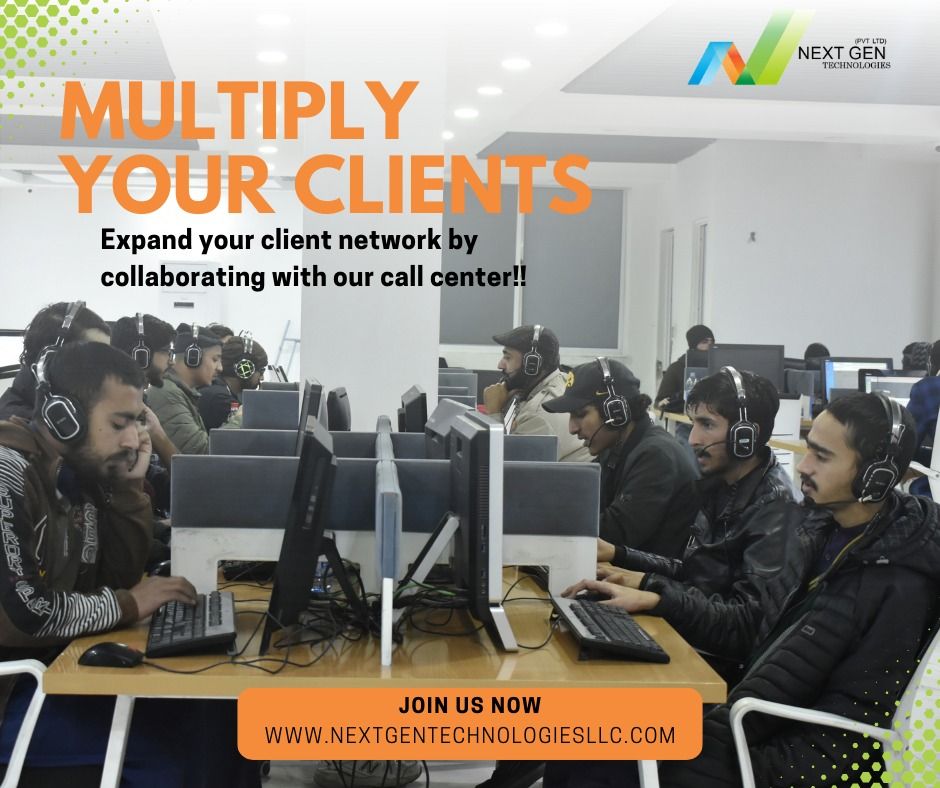 (PVT LTD)
NEXT GEN
TECHNOLOGIES
MULTIPLY
YOUR CLIENTS
Expand your client network by
collaborating with our call center!!
JOIN US NOW
WWW.NEXTGENTECHNOLOGIESLLC.COM